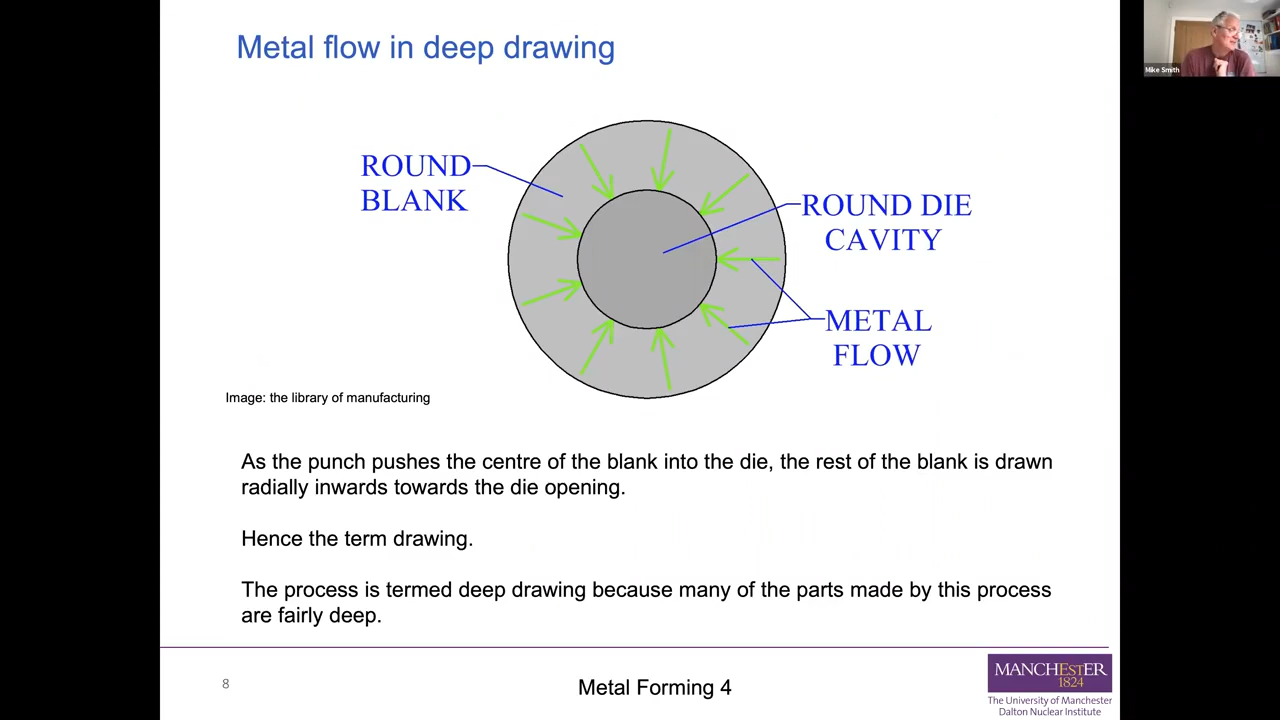 Metal flow in deep drawing
Mike Smith
ROUND
BLANK
ROUND DIE
CAVITY
METAL
FLOW
Image: the library of manufacturing
As the punch pushes the centre of the blank into the die, the rest of the blank is drawn
radially inwards towards the die opening.
Hence the term drawing.
The process is termed deep drawing because many of the parts made by this process
are fairly deep.
8
Metal Forming 4
MANCHESTER
1824
The University of Manchester
Dalton Nuclear Institute